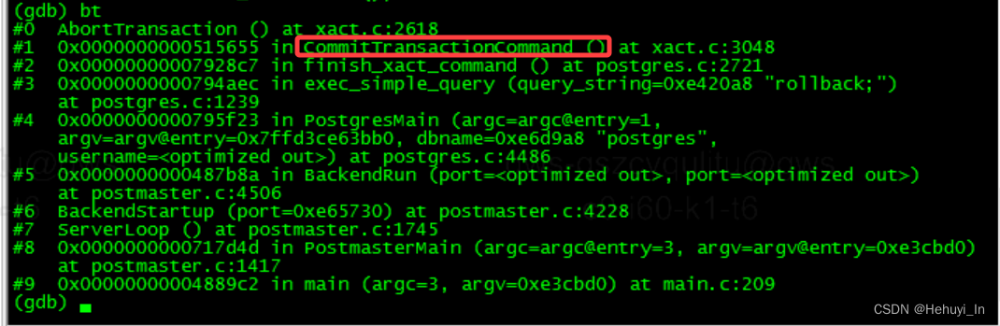 (gdb) bt
#0 AbortTransaction () at xact.c:2618
#1 0x0000000000515655 in CommitTransactionCommand () at xact.c:3048
#2 0x00000000007928c7 in finish_xact_command () at postgres.c:2721
#3 0x0000000000794aec in exec_simple_query (query_string=0xe420a8 "rollback;")
at postgres.c:1239
#4 0x0000000000795f23 in PostgresMain (argc=argc@entry=1,
argv=argv@entry=0x7ffd3ce63bb0, dbname=0xe6d9a8 "postgres",
username=<optimized out>) at postgres.c:4486
#5 0x0000000000487b8a in BackendRun (port=<optimized out>, port=<optimized out>)
at postmaster.c:4506
#6 BackendStartup (port=0xe65730) at postmaster.c:4228
#7 ServerLoop () at postmaster.c:1745
#8 0x0000000000717d4d in PostmasterMain (argc=argc@entry=3, argv=argv@entry=0xe3cbd0)
at postmaster.c:1417
#9 0x00000000004889c2 in main (argc=3, argv=0xe3cbd0) at main.c:209
(gdb)
CSDN @Hehuyi_In